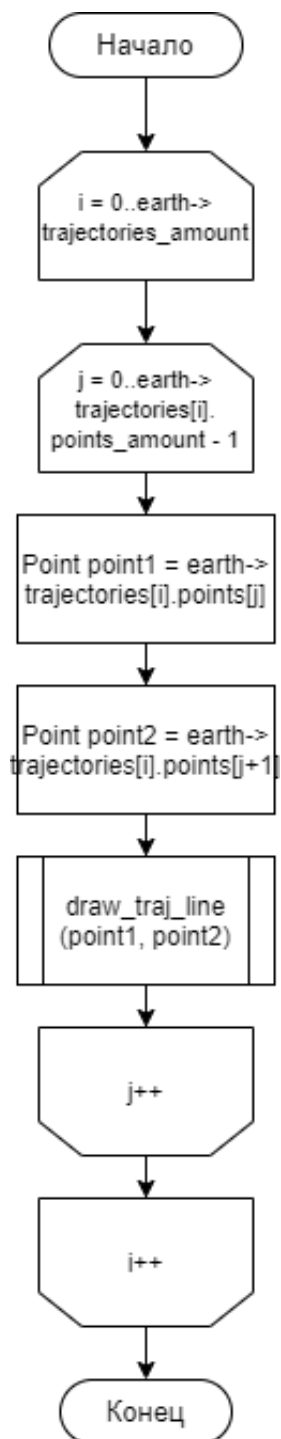 Начало
i = 0..earth->
trajectories_amount
j = 0..earth->
trajectories[i].
points_amount - 1
Point point1 = earth->
trajectories[i].points[j]
Point point2 = earth->
trajectories[i].points[j+1]
draw_traj_line
(point1, point2)
j++
i++
Конец